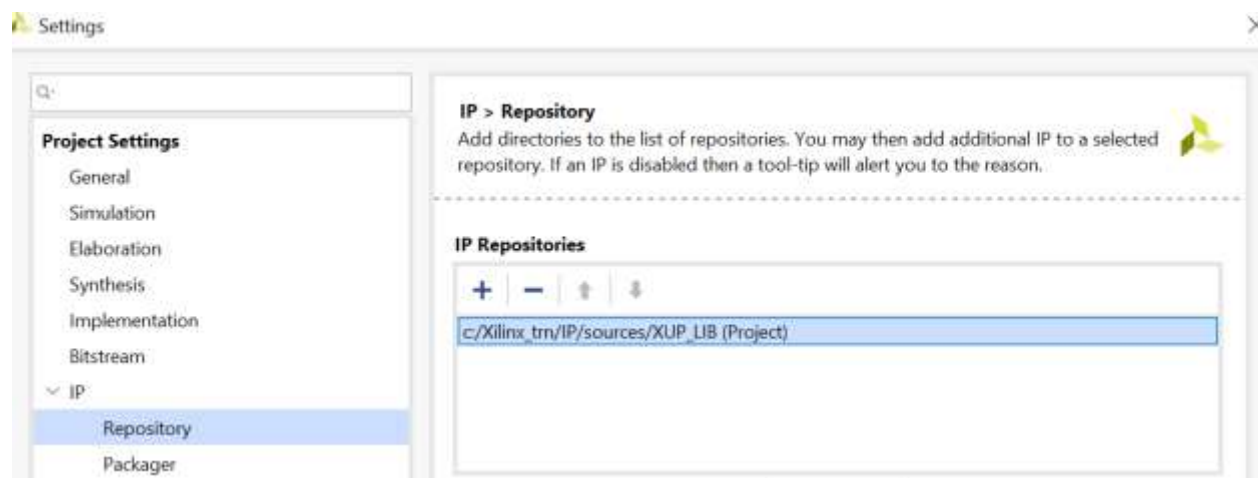 Settings
Project Settings
General
Simulation
Elaboration
Synthesis
Implementation
Bitstream
IP
Repository
Packager
IP > Repository
Add directories to the list of repositories. You may then add additional IP to a selected
repository. If an IP is disabled then a tool-tip will alert you to the reason.
IP Repositories
c:/Xilinx_trn/IP/sources/XUP_LIB (Project)